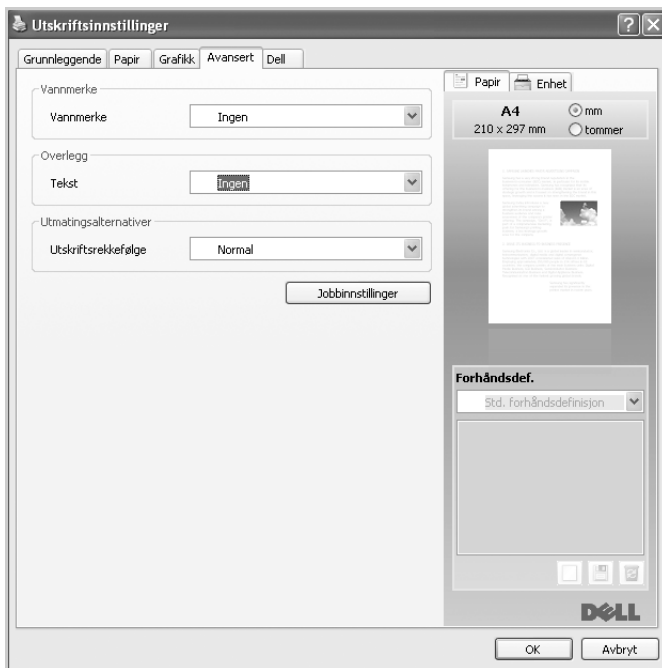 Utskriftsinnstillinger
Grunnleggende Papir Grafikk Avansert Dell
Vannmerke
Vannmerke Ingen
Overlegg
Tekst Ingen
Utmatingsalternativer
Utskriftsrekkefølge Normal
Jobbinnstilinger
Papir Enhet
A4 mm
210 x 297 mm tommer
Forhåndsdef.
Std. forhåndsdefinisjon
DELL
OK Avbryt